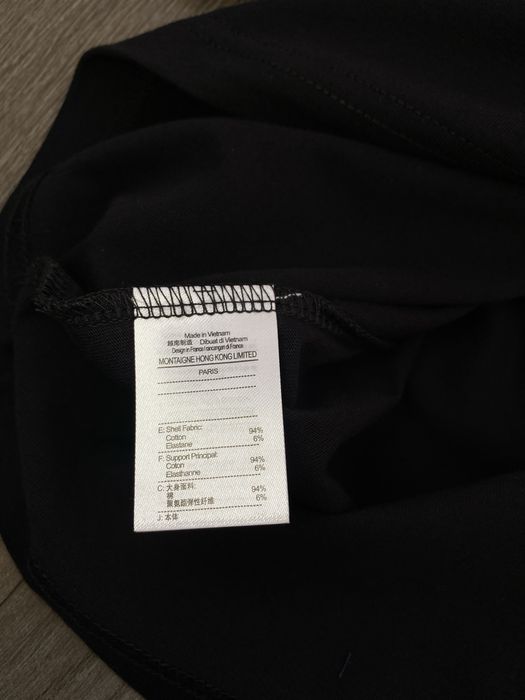 Made in Vietnam
越南制造 Dibuat di Vietnam
Design in France/rancangan di France
MONTAIGNE HONG KONG LIMITED
PARIS
E: Shell Fabric: 94%
Cotton 6%
Elastane
F: Support Principal: 94%
Coton 6%
Elasthanne
C: 大身面料: 94%
棉 6%
聚氨酯弹性纤维
J: 本体